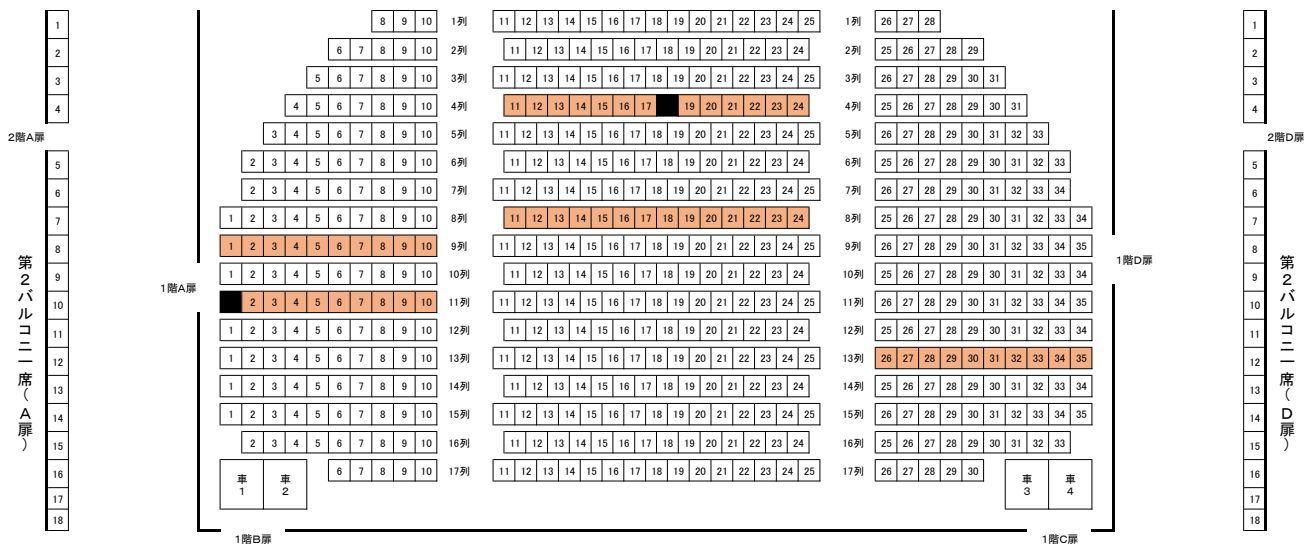 1
2
3
4
2階A扉
5
6
7
8
9
10
11
12
13
14
15
16
17
18
第2バルコニー席(A扉)
1階A扉
8 9 10 1列 11 12 13 14 15 16 17 18 19 20 21 22 23 24 25 1列 26 27 28
6 7 8 9 10 2列 11 12 13 14 15 16 17 18 19 20 21 22 23 24 2列 25 26 27 28 29
5 6 7 8 9 10 3列 11 12 13 14 15 16 17 18 19 20 21 22 23 24 25 3列 26 27 28 29 30 31
4 5 6 7 8 9 10 4列 11 12 13 14 15 16 17 19 20 21 22 23 24 4列 25 26 27 28 29 30 31
3 4 5 6 7 8 9 10 5列 11 12 13 14 15 16 17 18 19 20 21 22 23 24 25 5列 26 27 28 29 30 31 32 33
2 3 4 5 6 7 8 9 10 6列 11 12 13 14 15 16 17 18 19 20 21 22 23 24 6列 25 26 27 28 29 30 31 32 33
2 3 4 5 6 7 8 9 10 7列 11 12 13 14 15 16 17 18 19 20 21 22 23 24 25 7列 26 27 28 29 30 31 32 33 34
1 2 3 4 5 6 7 8 9 10 8列 11 12 13 14 15 16 17 18 19 20 21 22 23 24 8列 25 26 27 28 29 30 31 32 33 34
1 2 3 4 5 6 7 8 9 10 9列 11 12 13 14 15 16 17 18 19 20 21 22 23 24 25 9列 26 27 28 29 30 31 32 33 34 35
1 2 3 4 5 6 7 8 9 10 10列 11 12 13 14 15 16 17 18 19 20 21 22 23 24 10列 25 26 27 28 29 30 31 32 33 34
2 3 4 5 6 7 8 9 10 11列 11 12 13 14 15 16 17 18 19 20 21 22 23 24 25 11列 26 27 28 29 30 31 32 33 34 35
1 2 3 4 5 6 7 8 9 10 12列 11 12 13 14 15 16 17 18 19 20 21 22 23 24 12列 25 26 27 28 29 30 31 32 33 34
1 2 3 4 5 6 7 8 9 10 13列 11 12 13 14 15 16 17 18 19 20 21 22 23 24 25 13列 26 27 28 29 30 31 32 33 34 35
1 2 3 4 5 6 7 8 9 10 14列 11 12 13 14 15 16 17 18 19 20 21 22 23 24 14列 25 26 27 28 29 30 31 32 33 34
1 2 3 4 5 6 7 8 9 10 15列 11 12 13 14 15 16 17 18 19 20 21 22 23 24 25 15列 26 27 28 29 30 31 32 33 34 35
2 3 4 5 6 7 8 9 10 16列 11 12 13 14 15 16 17 18 19 20 21 22 23 24 16列 25 26 27 28 29 30 31 32 33
車1 車2 6 7 8 9 10 17列 11 12 13 14 15 16 17 18 19 20 21 22 23 24 25 17列 26 27 28 29 30 車3 車4
1階B扉 1階C扉
1階D扉
1
2
3
4
2階D扉
5
6
7
8
9
10
11
12
13
14
15
16
17
18
第2バルコニー席(D扉)